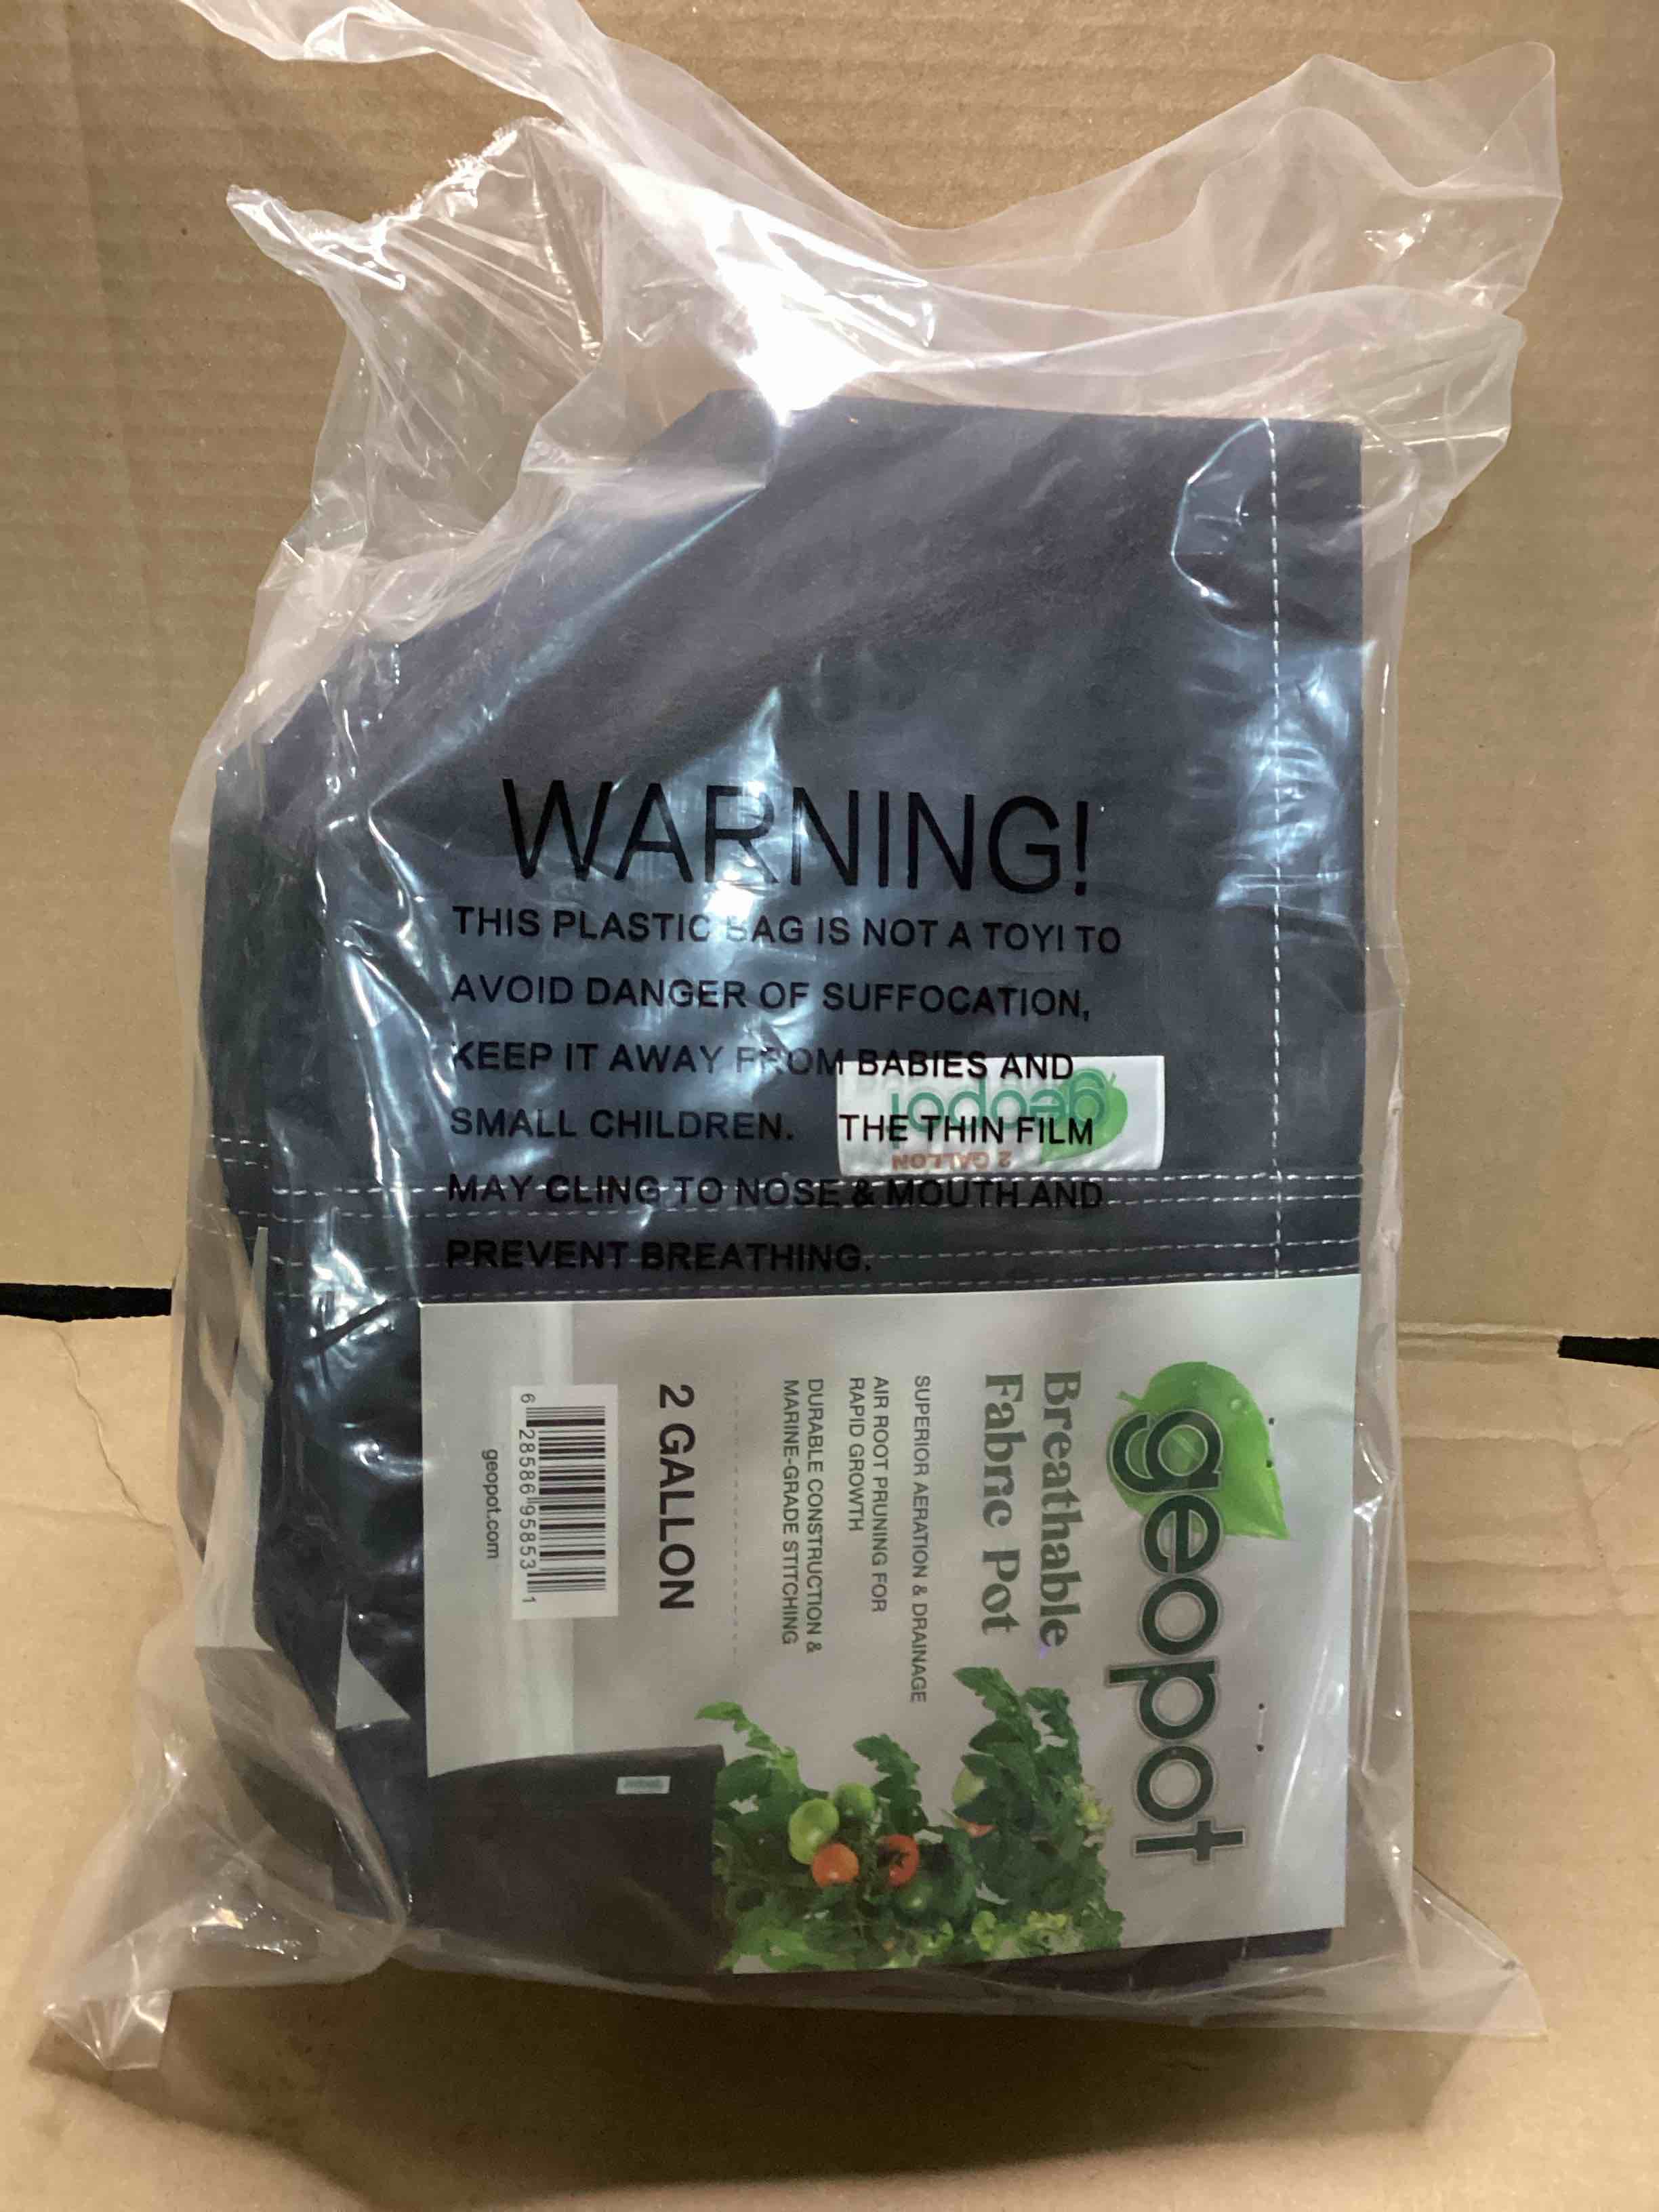 WARNING!
THIS PLASTIC BAG IS NOT A TOYI TO
AVOID DANGER OF SUFFOCATION,
KEEP IT AWAY FROM BABIES AND
SMALL CHILDREN. THE THIN FILM
MAY CLING TO NOSE & MOUTH AND
PREVENT BREATHING.
geopot
2 GALLON
geopot
Breathable
Fabric Pot
SUPERIOR AERATION & DRAINAGE
AIR ROOT PRUNING FOR
RAPID GROWTH
DURABLE CONSTRUCTION &
MARINE-GRADE STITCHING
2 GALLON
6 28586 95853 1
geopot.com